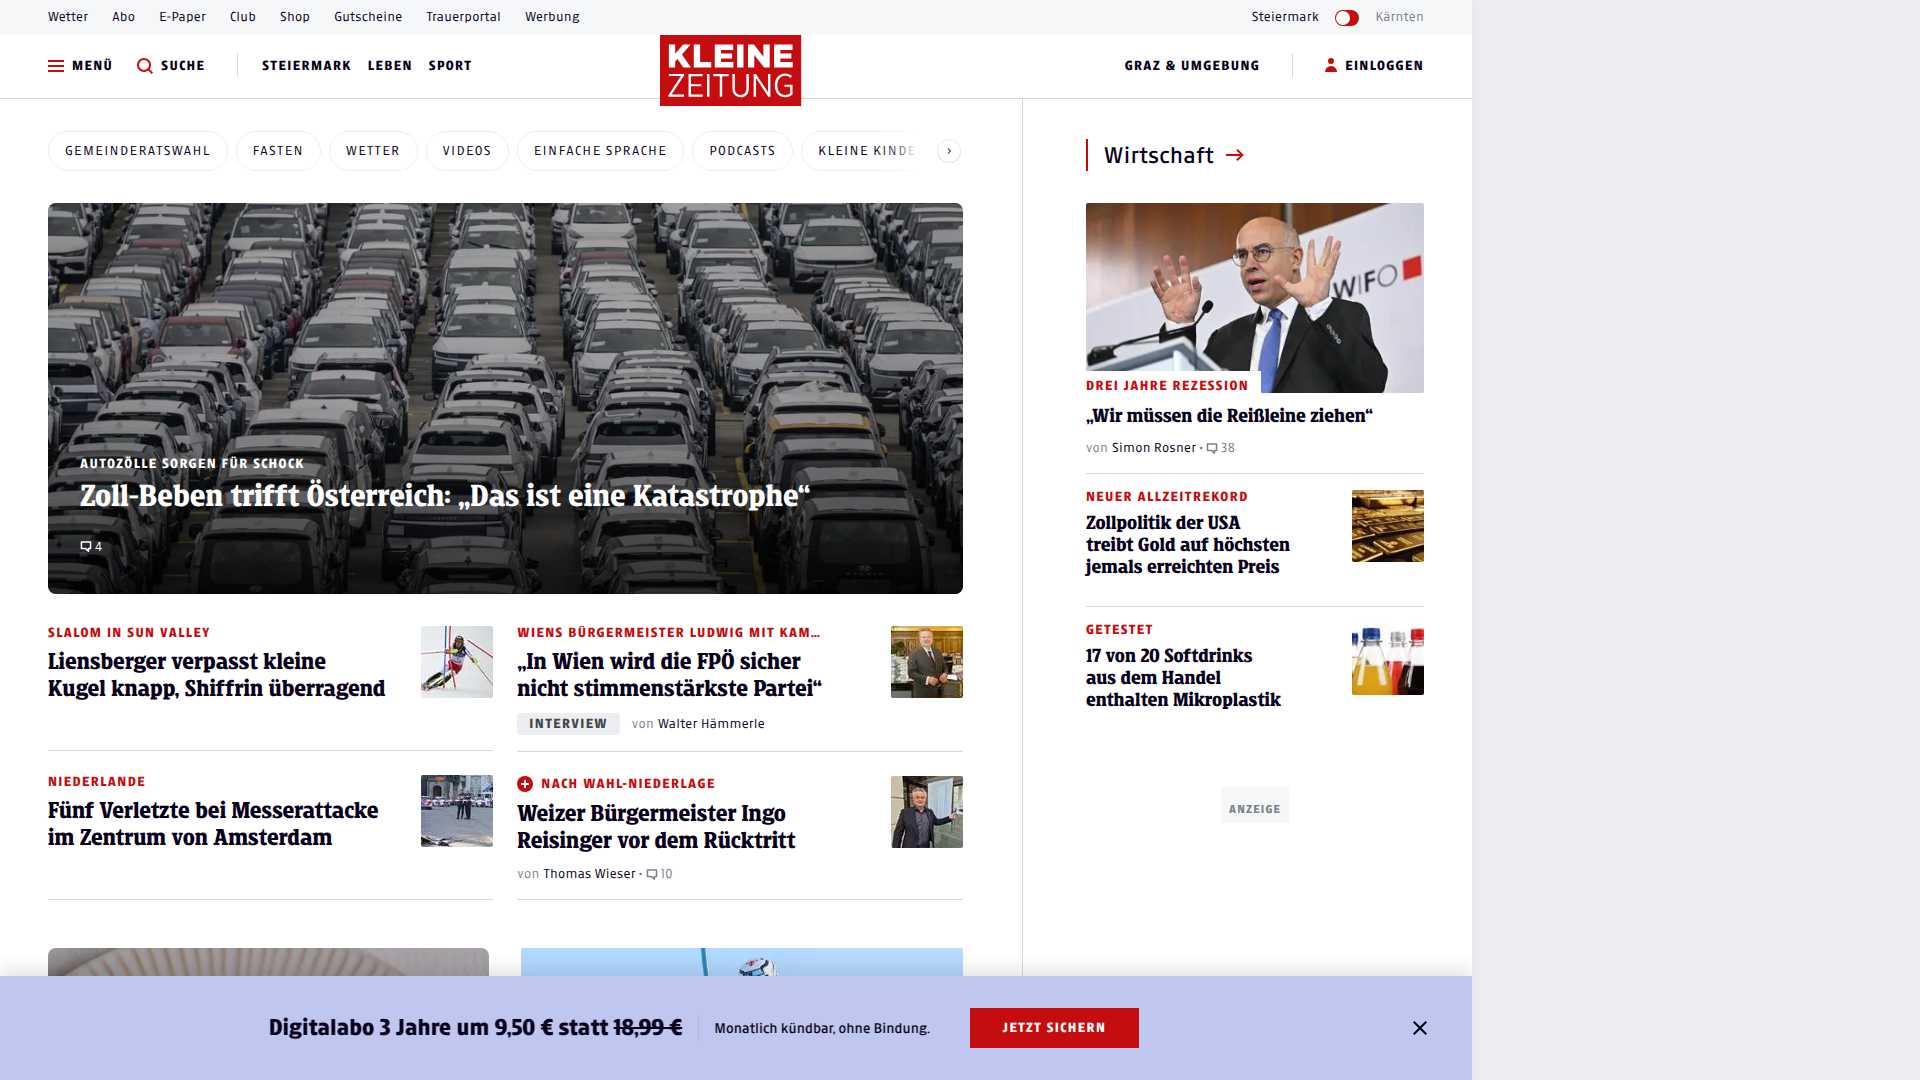 Wetter Abo E-Paper Club Shop Gutscheine Trauerportal Werbung Steiermark Kärnten
MENÜ SUCHE STEIERMARK LEBEN SPORT
KLEINE
ZEITUNG
GRAZ & UMGEBUNG EINLOGGEN
GEMEINDERATSWAHL FASTEN WETTER VIDEOS EINFACHE SPRACHE PODCASTS KLEINE KINDE
AUTOZÖLLE SORGEN FÜR SCHOCK
Zoll-Beben trifft Österreich: „Das ist eine Katastrophe“
4
SLALOM IN SUN VALLEY
Liensberger verpasst kleine
Kugel knapp, Shiffrin überragend
WIENS BÜRGERMEISTER LUDWIG MIT KAM…
„In Wien wird die FPÖ sicher
nicht stimmenstärkste Partei“
INTERVIEW von Walter Hämmerle
NIEDERLANDE
Fünf Verletzte bei Messerattacke
im Zentrum von Amsterdam
NACH WAHL-NIEDERLAGE
Weizer Bürgermeister Ingo
Reisinger vor dem Rücktritt
von Thomas Wieser · 10
Wirtschaft →
WIFO
DREI JAHRE REZESSION
„Wir müssen die Reißleine ziehen“
von Simon Rosner · 38
NEUER ALLZEITREKORD
Zollpolitik der USA
treibt Gold auf höchsten
jemals erreichten Preis
GETESTET
17 von 20 Softdrinks
aus dem Handel
enthalten Mikroplastik
ANZEIGE
Digitalabo 3 Jahre um 9,50 € statt 18,99 € Monatlich kündbar, ohne Bindung. JETZT SICHERN